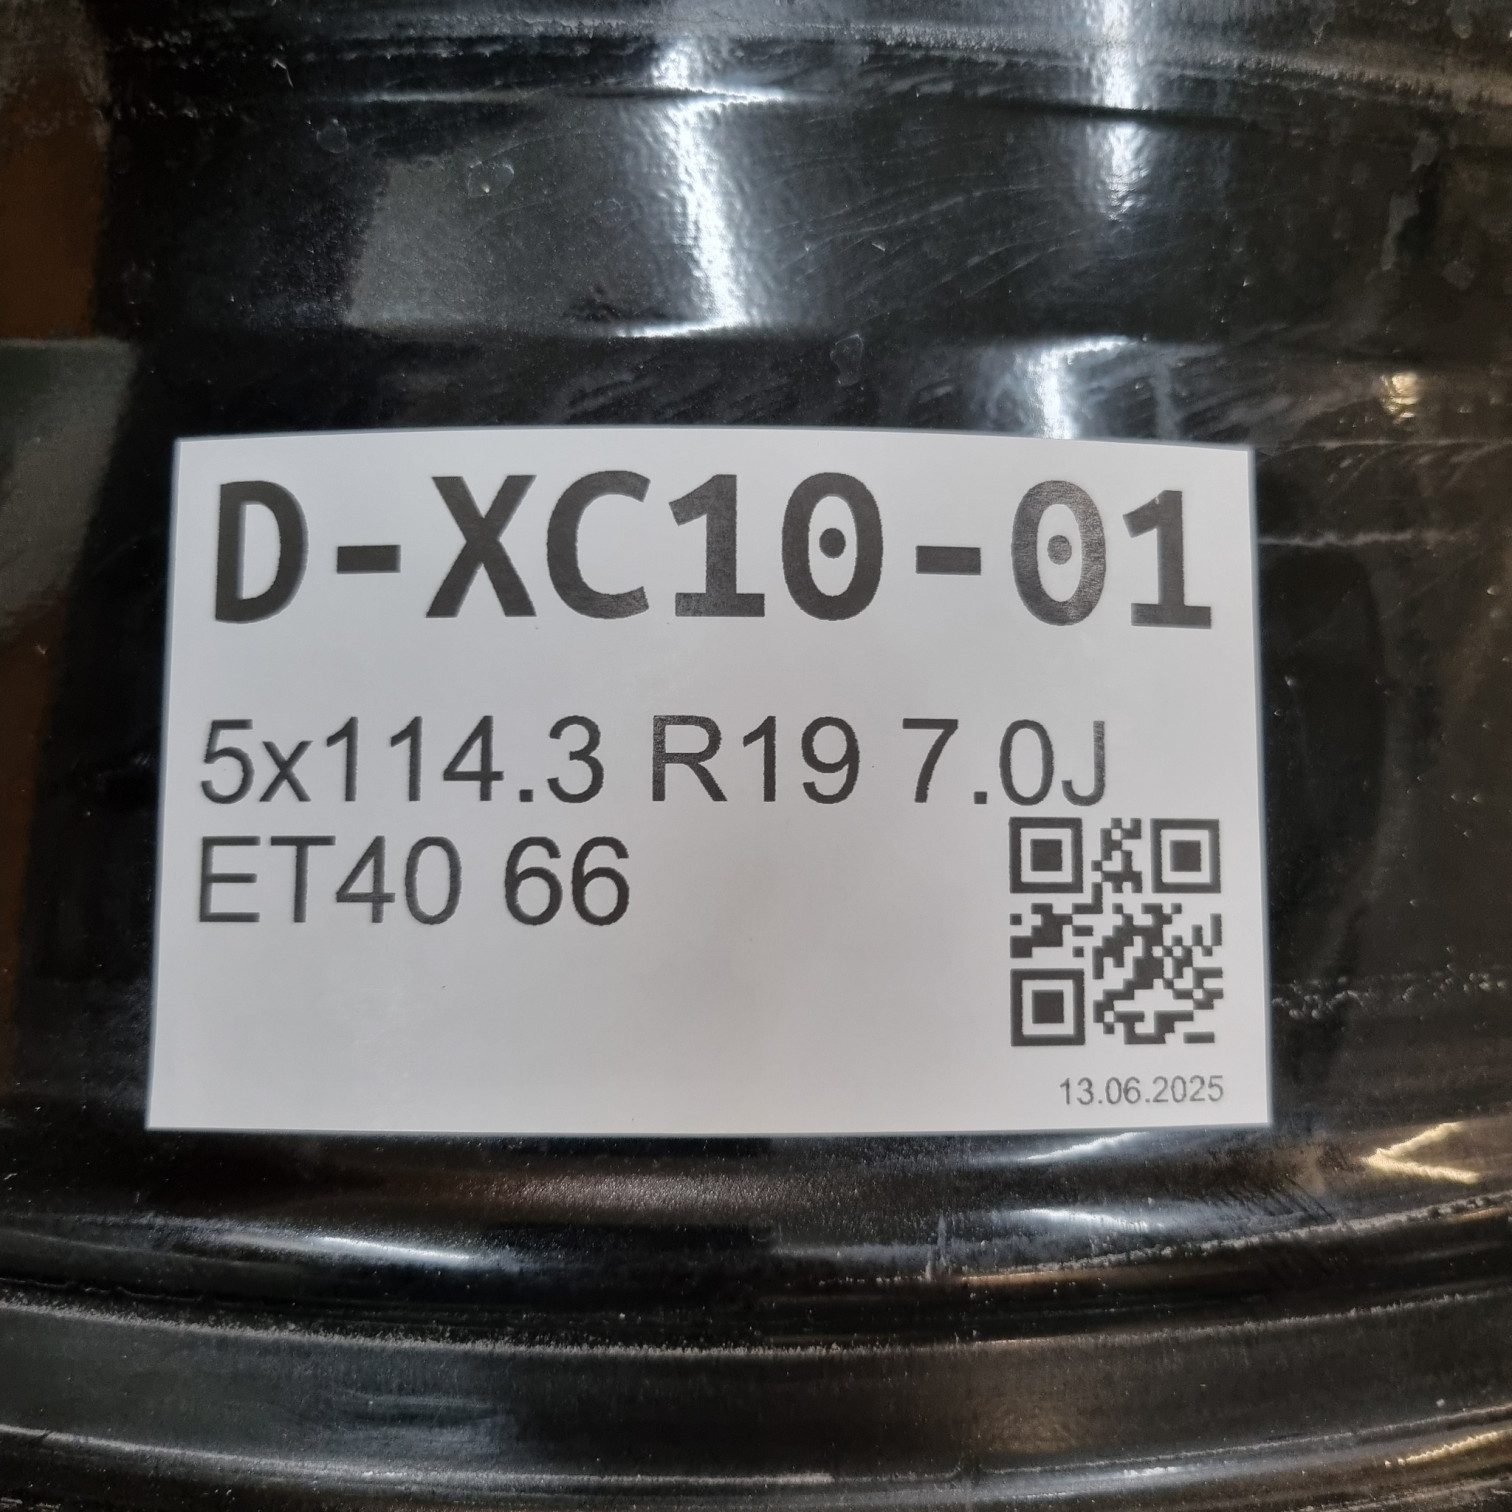 D-XC10-01
5x114.3 R19 7.0J
ET40 66
13.06.2025